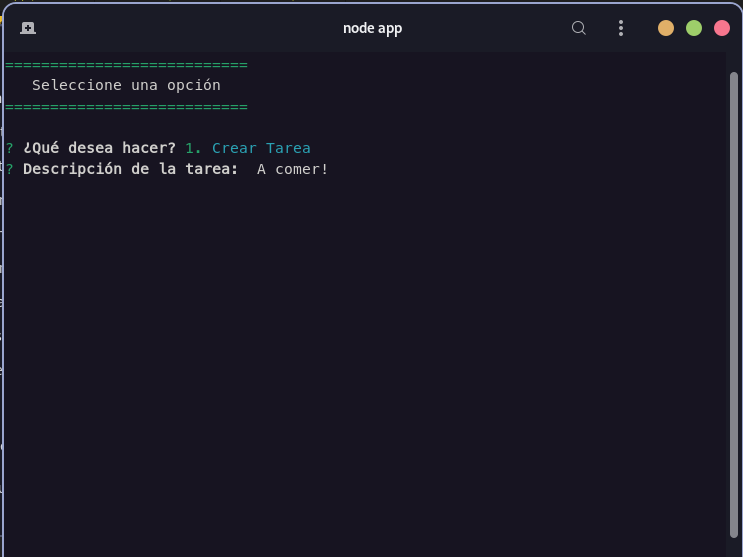 node app
===========================
Seleccione una opción
===========================
? ¿Qué desea hacer? 1. Crear Tarea
? Descripción de la tarea:  A comer!